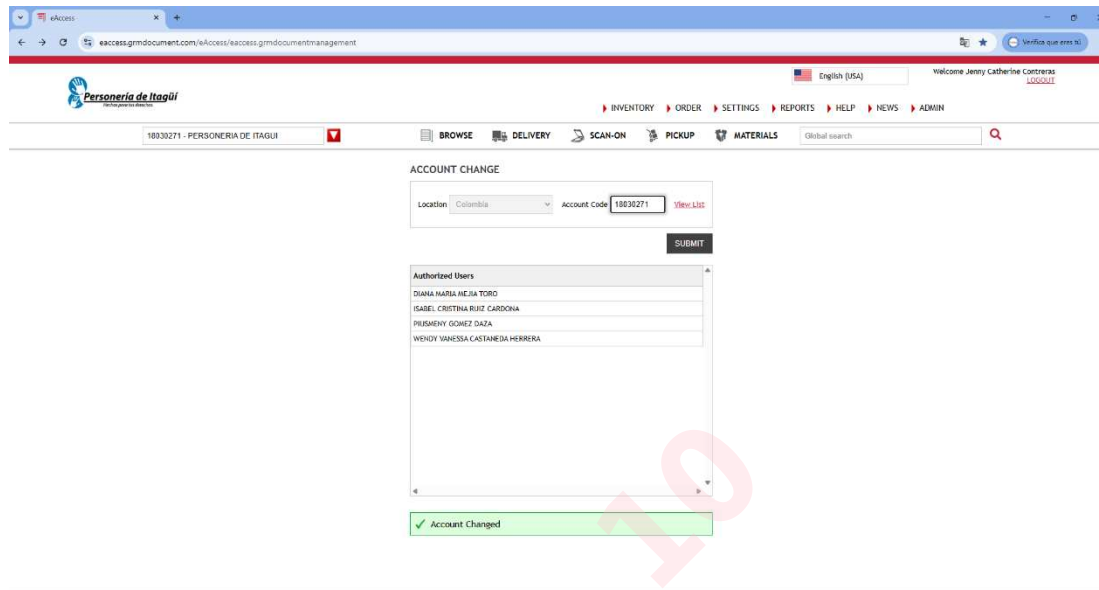 eAccess
eaccess.grmdocument.com/eAccess/eaccess.grmdocumentmanagement
Verifica que eres tú
Personería de Itagüí
English (USA)
Welcome Jenny Catherine Contreras
LOGOUT
INVENTORY ORDER SETTINGS REPORTS HELP NEWS ADMIN
18030271 - PERSONERIA DE ITAGUI
BROWSE DELIVERY SCAN-ON PICKUP MATERIALS Global search
ACCOUNT CHANGE
Location Colombia Account Code 18030271 View List
SUBMIT
Authorized Users
DIANA MARIA MEJIA TORO
ISABEL CRISTINA RUIZ CARDONA
GOMEZ DAZA
WENDY VANESSA CASTANEDA HERRERA
Account Changed
10